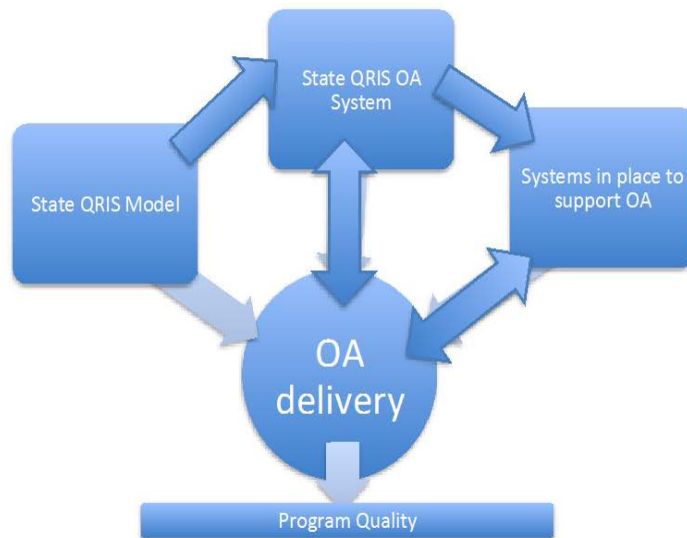 State QRIS OA
System
State QRIS Model
Systems in place to
support OA
OA
delivery
Program Quality